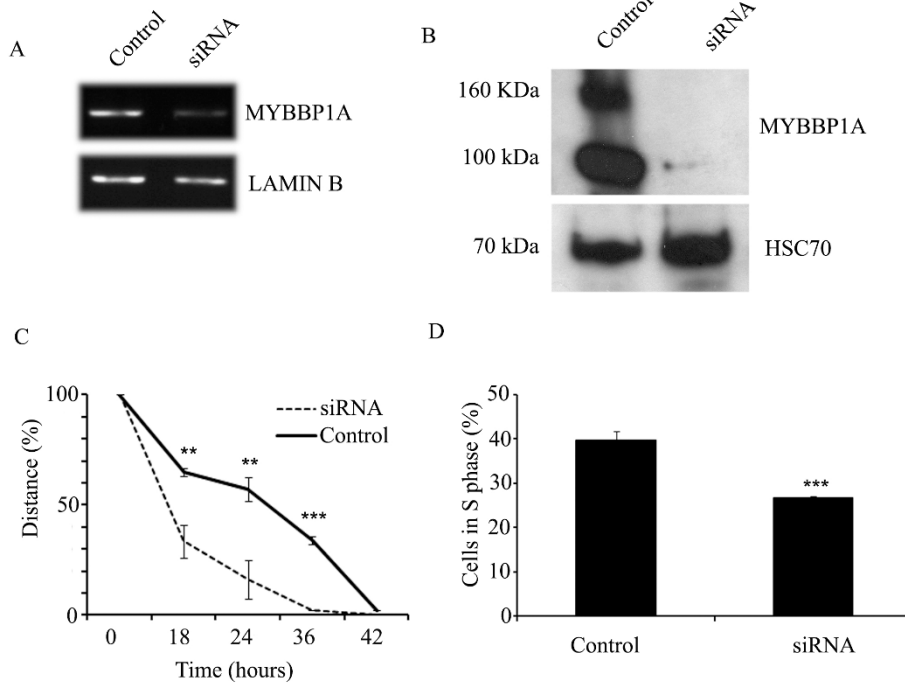 A
Control
siRNA
MYBBP1A
LAMIN B
B
Control
siRNA
160 KDa
100 kDa
MYBBP1A
70 kDa
HSC70
C
100
50
0
Distance (%)
siRNA
Control
**
**
***
0 18 24 36 42
Time (hours)
D
50
40
30
20
10
0
Cells in S phase (%)
***
Control siRNA